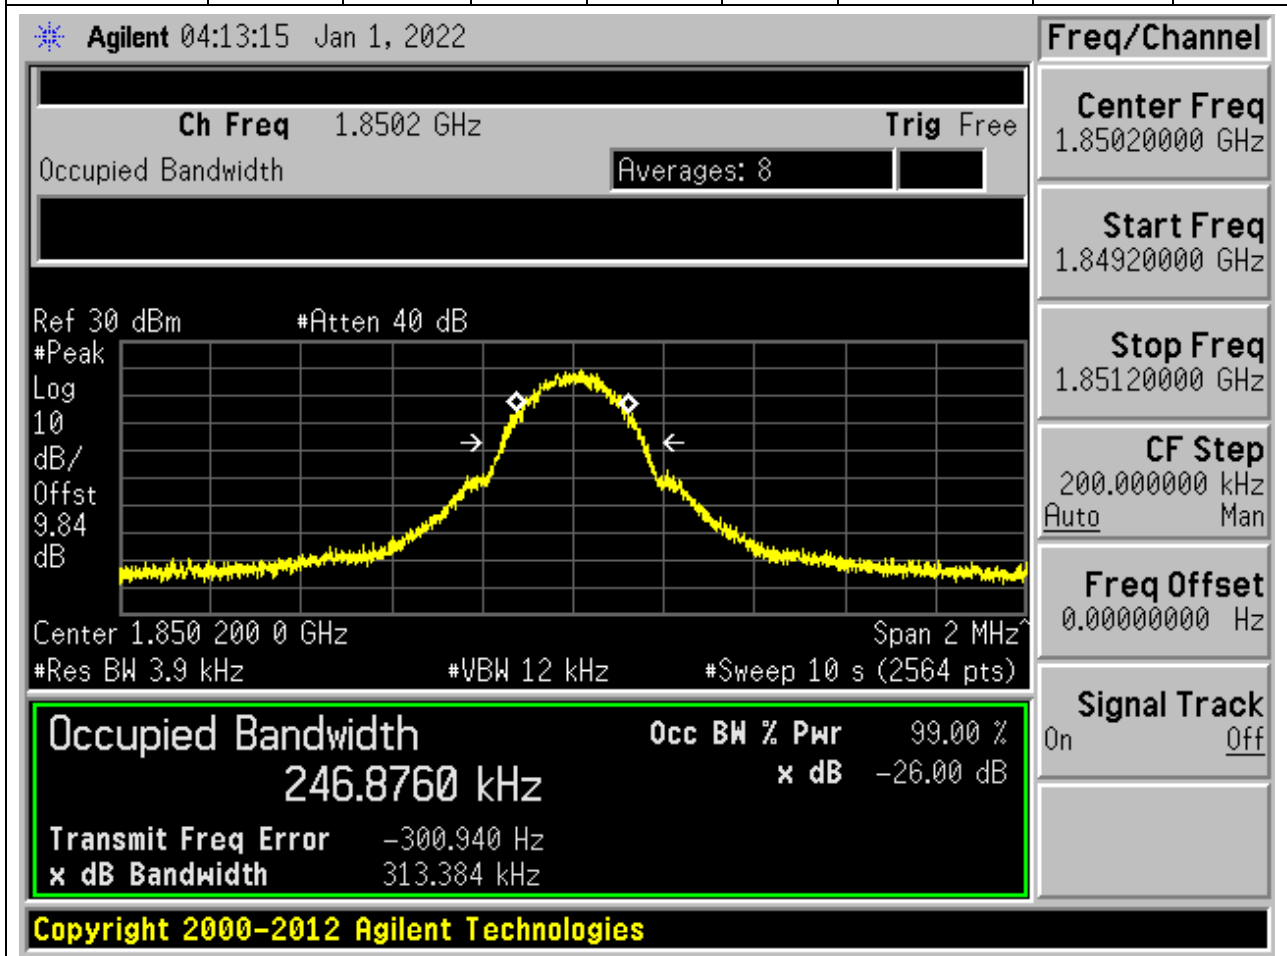 Agilent 04:13:15 Jan 1, 2022
Freq/Channel
Ch Freq 1.8502 GHz Trig Free
Occupied Bandwidth Averages: 8
Center Freq
1.85020000 GHz
Start Freq
1.84920000 GHz
Stop Freq
1.85120000 GHz
CF Step
200.000000 kHz
Auto Man
Freq Offset
0.00000000 Hz
Signal Track
On Off
Ref 30 dBm #Atten 40 dB
#Peak
Log
10
dB/
Offst
9.84
dB
Center 1.850 200 0 GHz Span 2 MHz^
#Res BW 3.9 kHz #VBW 12 kHz #Sweep 10 s (2564 pts)
Occupied Bandwidth Occ BW % Pwr 99.00 %
246.8760 kHz x dB -26.00 dB
Transmit Freq Error -300.940 Hz
x dB Bandwidth 313.384 kHz
Copyright 2000-2012 Agilent Technologies